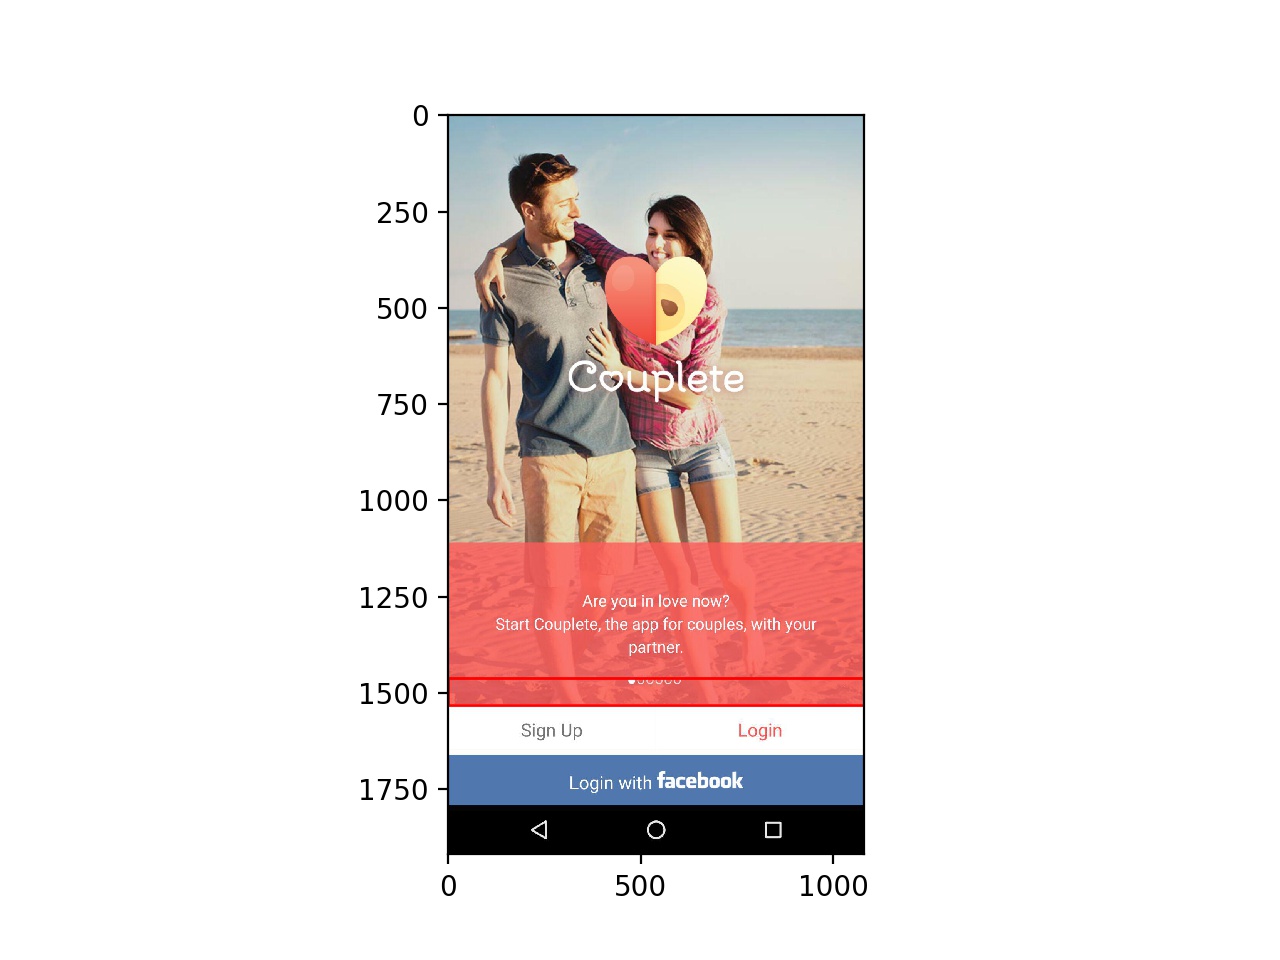 0
250
500
750
1000
1250
1500
1750
Couplete
Are you in love now?
Start Couplete, the app for couples, with your
partner.
Sign Up
Login
Login with facebook
0
500
1000